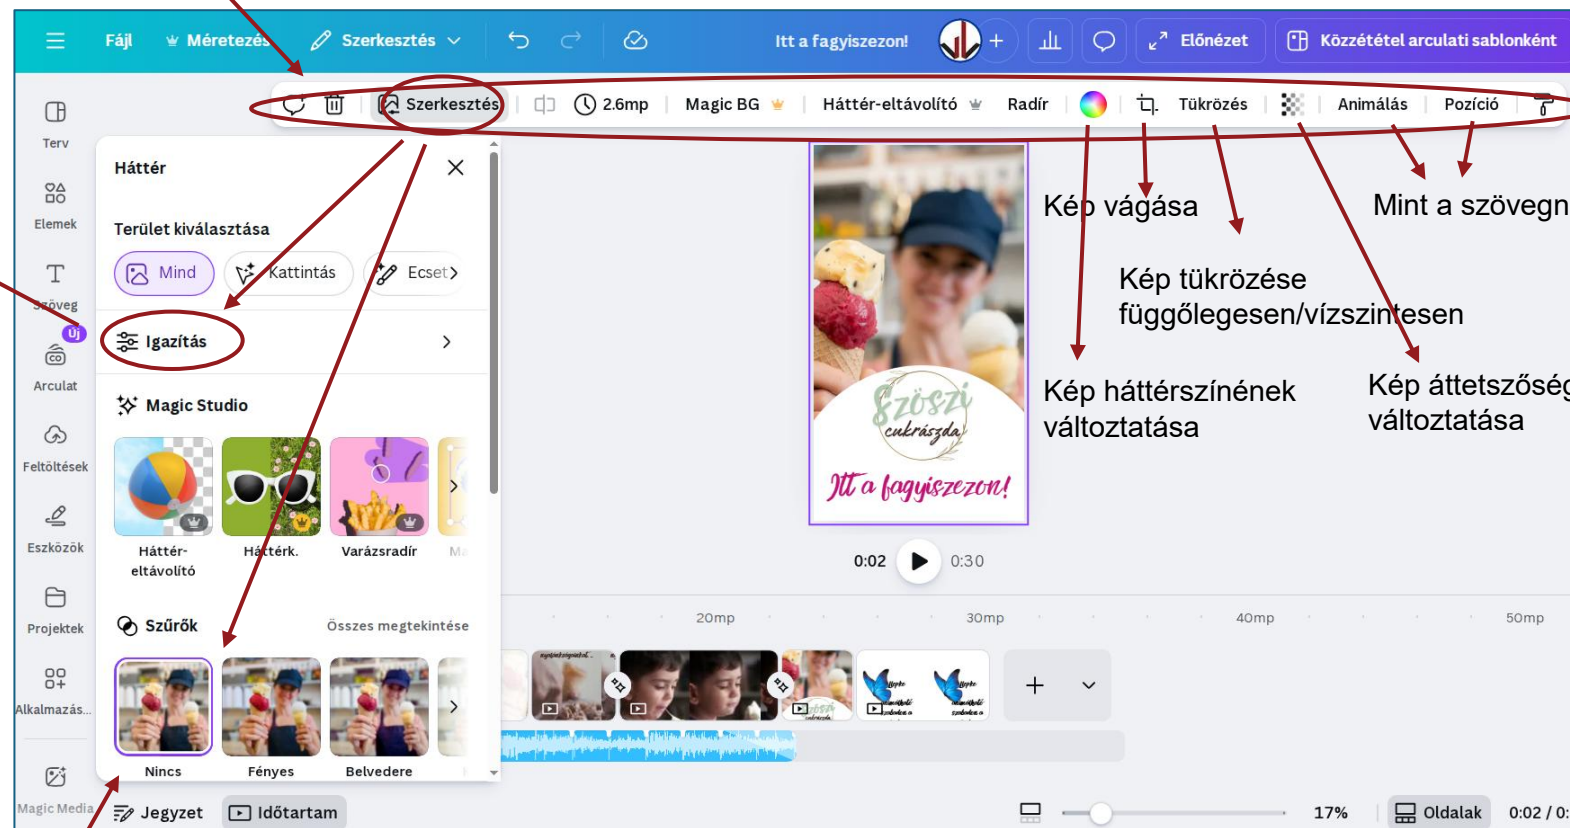 Fájl
Méretezés
Szerkesztés
Itt a fagyiszezon!
Előnézet
Közzététel arculati sablonként
Szerkesztés
2.6mp
Magic BG
Háttér-eltávolító
Radír
Tükrözés
Animálás
Pozíció
Terv
Elemek
Szöveg
Új
Arculat
Feltöltések
Eszközök
Projektek
Alkalmazás...
Magic Media
Háttér
Terület kiválasztása
Mind
Kattintás
Ecset
Igazítás
Magic Studio
Háttér-
eltávolító
Háttérk.
Varázsradír
Szűrők
Összes megtekintése
Nincs
Fényes
Belvedere
Szöszi
cukrászda
Itt a fagyiszezon!
Kép vágása
Mint a szövegn
Kép tükrözése
függőlegesen/vízszintesen
Kép háttérszínének
változtatása
Kép áttetszőség
változtatása
0:02
0:30
20mp
30mp
40mp
50mp
Jegyzet
Időtartam
17%
Oldalak
0:02 / 0: